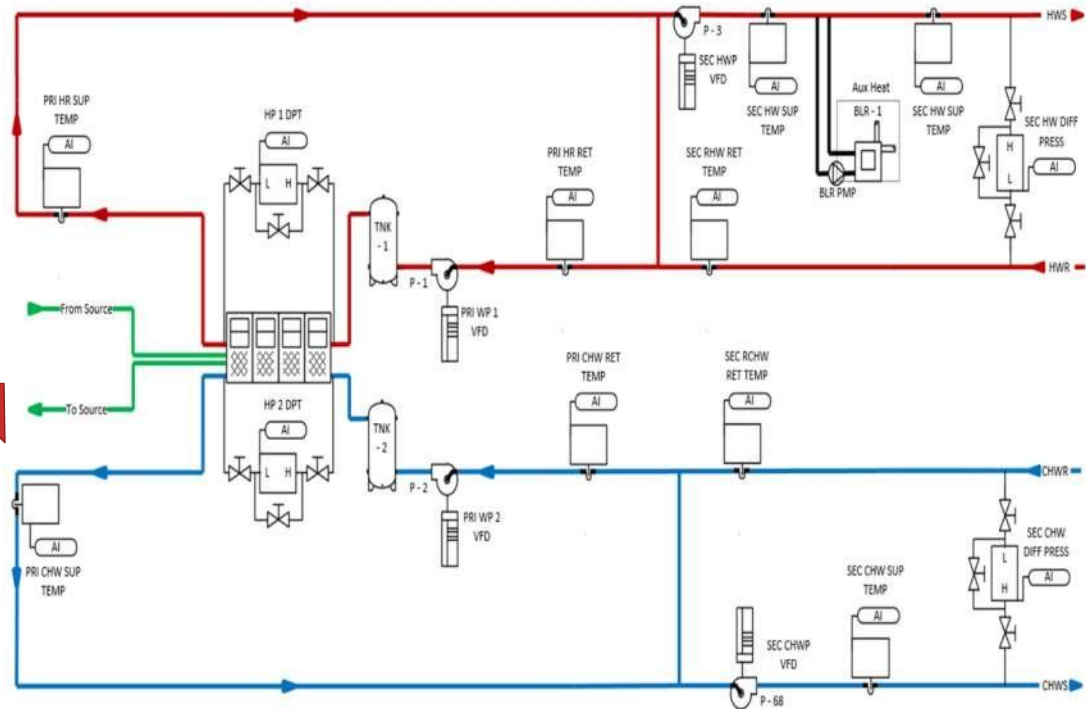 HWS
P - 3
SEC HWP
VFD
AI
SEC HW SUP
TEMP
Aux Heat
BLR - 1
BLR PMP
AI
SEC HW SUP
TEMP
SEC HW DIFF
PRESS
H
L
AI
PRI HR SUP
TEMP
AI
HP 1 DPT
AI
L H
PRI HR RET
TEMP
AI
SEC RHW RET
TEMP
AI
TNK
- 1
P - 1
PRI WP 1
VFD
HWR
From Source
To Source
HP 2 DPT
AI
L H
TNK
- 2
P - 2
PRI WP 2
VFD
PRI CHW RET
TEMP
AI
SEC RCHW
RET TEMP
AI
CHWR
AI
PRI CHW SUP
TEMP
SEC CHW
DIFF PRESS
L
H
AI
SEC CHWP
VFD
P - 68
SEC CHW SUP
TEMP
AI
CHWS